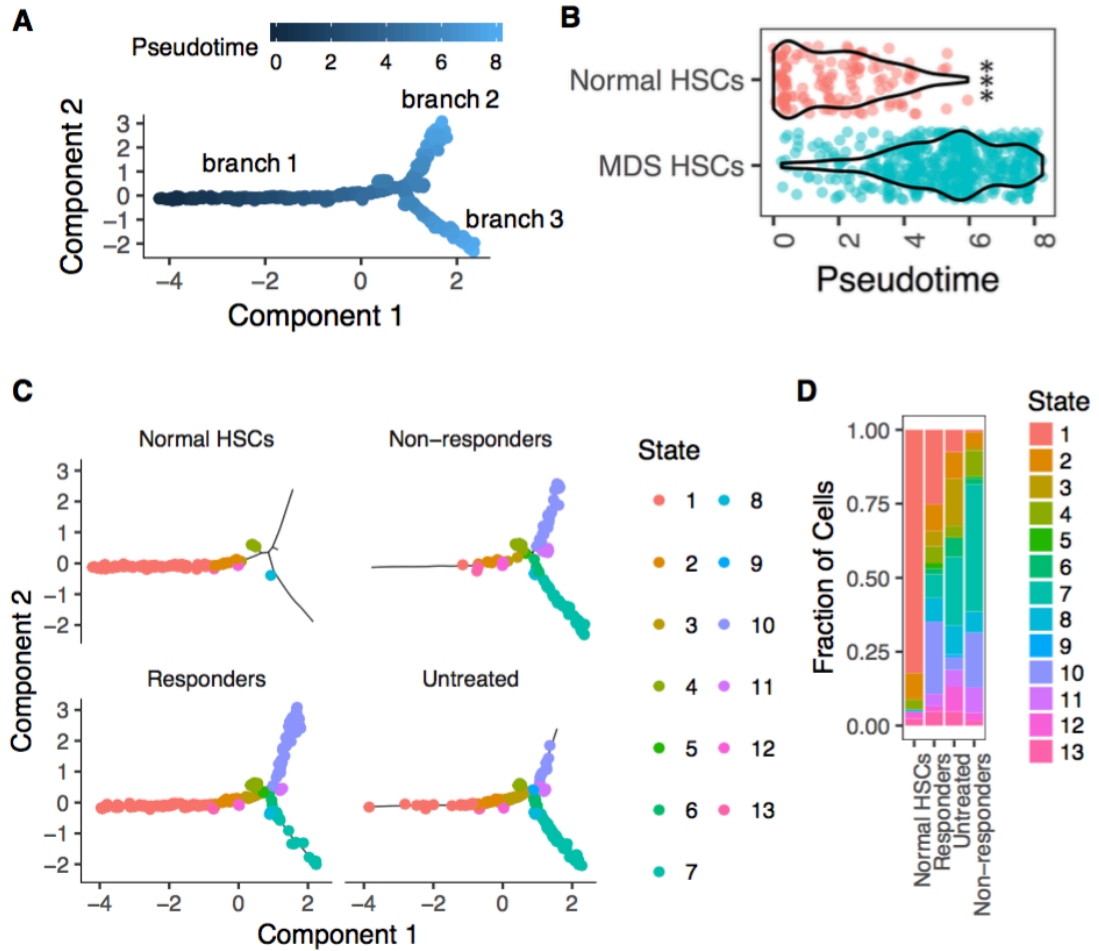 A
Pseudotime
0 2 4 6 8
branch 2
branch 1
branch 3
Component 2
3
2
1
0
−1
−2
−4 −2 0 2
Component 1
B
Normal HSCs
***
MDS HSCs
0 2 4 6 8
Pseudotime
C
Normal HSCs
Non−responders
3
2
1
0
−1
−2
Responders
Untreated
3
2
1
0
−1
−2
Component 2
−4 −2 0 2
−4 −2 0 2
Component 1
State
1 8
2 9
3 10
4 11
5 12
6 13
7
D
Fraction of Cells
1.00
0.75
0.50
0.25
0.00
Normal HSCs
Responders
Untreated
Non−responders
State
1
2
3
4
5
6
7
8
9
10
11
12
13